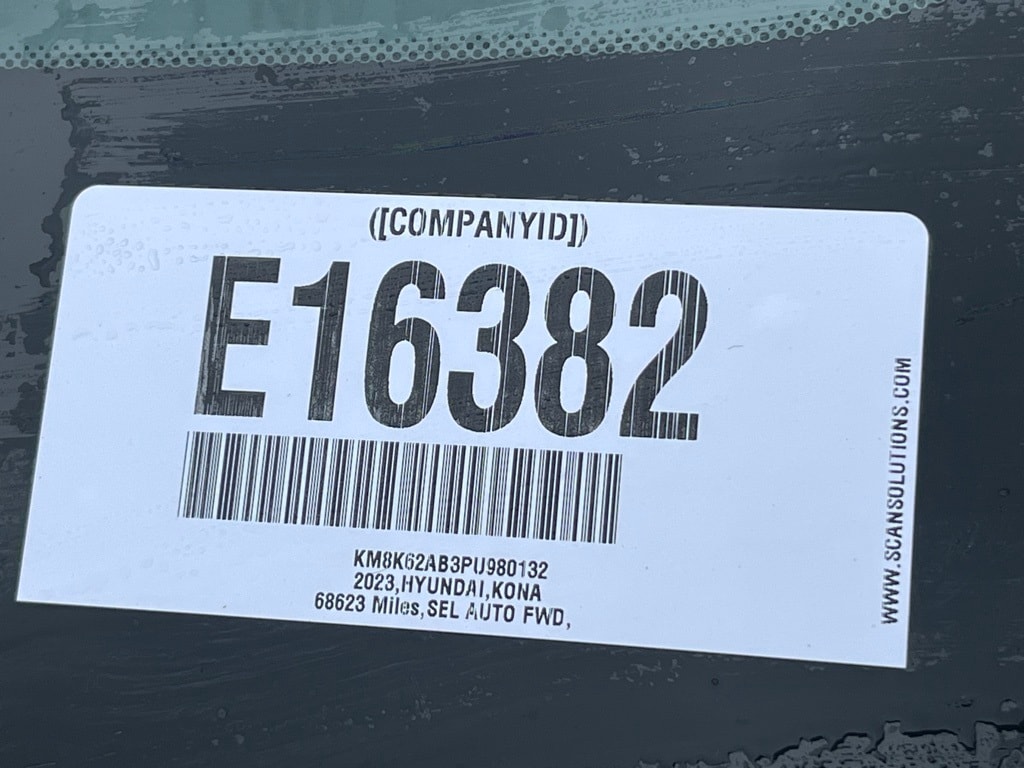 ([COMPANYID])
E16382
KM8K62AB3PU980132
2023,HYUNDAI,KONA
68623 Miles,SEL AUTO FWD,
WWW.SCANSOLUTIONS.COM